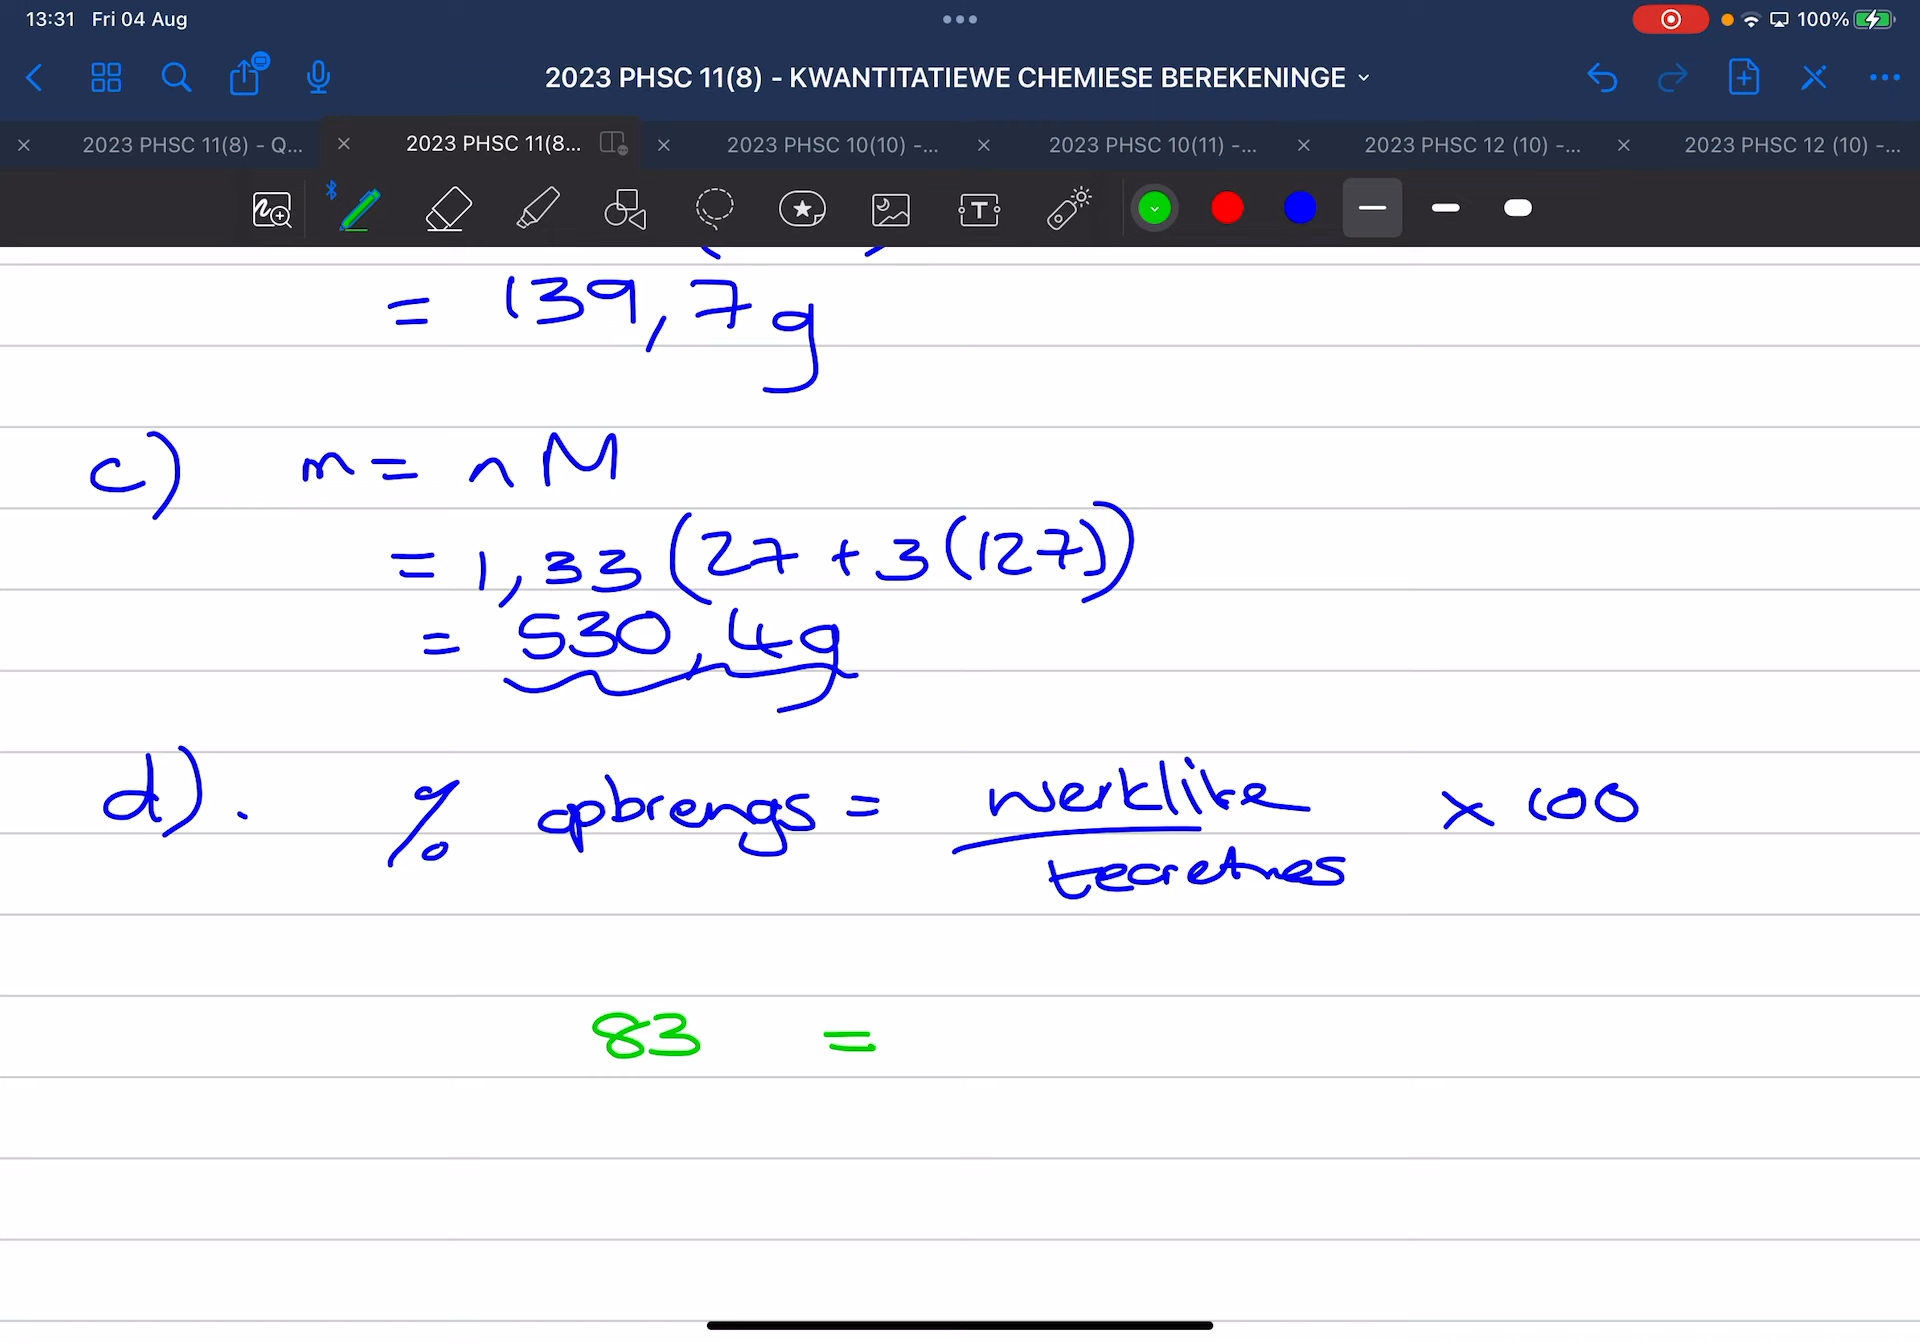 13:31 Fri 04 Aug 100%
2023 PHSC 11(8) - KWANTITATIEWE CHEMIESE BEREKENINGE
2023 PHSC 11(8) - Q... 2023 PHSC 11(8... 2023 PHSC 10(10) -... 2023 PHSC 10(11) -... 2023 PHSC 12 (10) -... 2023 PHSC 12 (10) -...
T
= 139,7g
c) m = nM
= 1,33 (27 + 3(127))
= 530,4g
d). % opbrengs = werklike x 100
teoreties
83 =